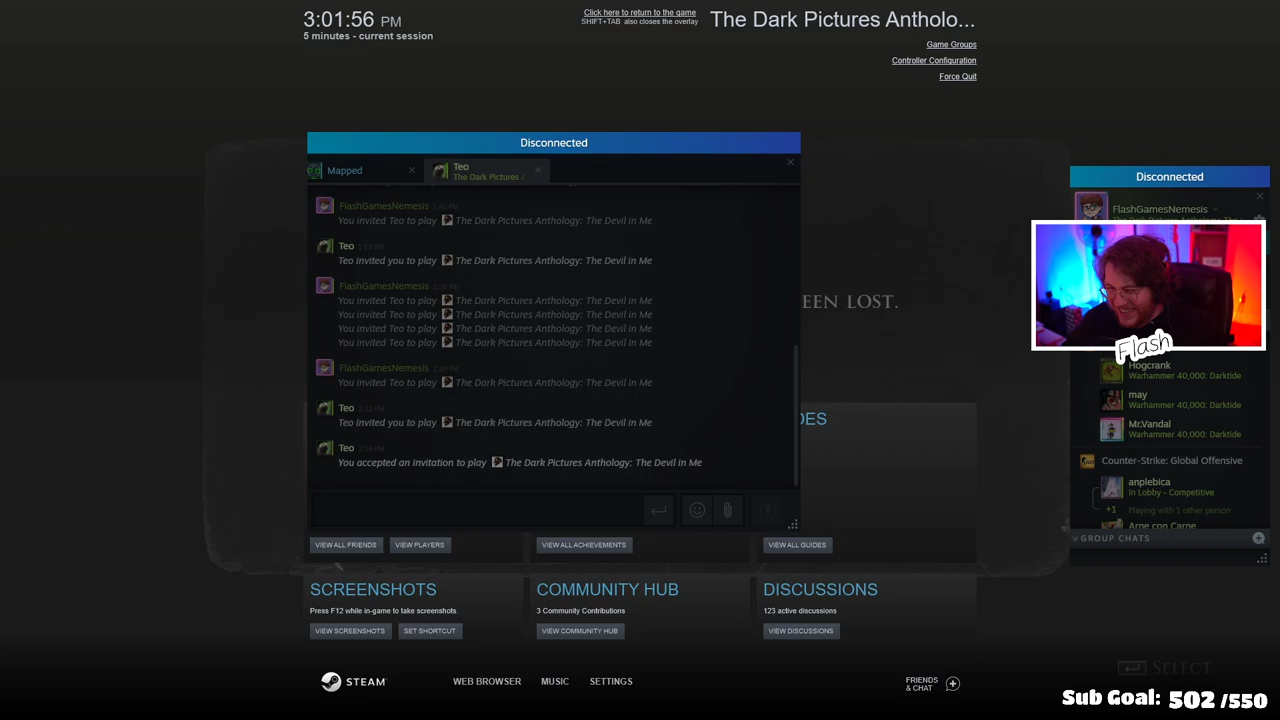 3:01:56 PM
5 minutes - current session
Click here to return to the game
SHIFT+TAB also closes the overlay
The Dark Pictures Antholo...
Game Groups
Controller Configuration
Force Quit
Disconnected
Mapped
Teo
The Dark Pictures /
FlashGamesNemesis
You invited Teo to play The Dark Pictures Anthology: The Devil in Me
Teo
Teo invited you to play The Dark Pictures Anthology: The Devil in Me
FlashGamesNemesis
You invited Teo to play The Dark Pictures Anthology: The Devil in Me
You invited Teo to play The Dark Pictures Anthology: The Devil in Me
You invited Teo to play The Dark Pictures Anthology: The Devil in Me
You invited Teo to play The Dark Pictures Anthology: The Devil in Me
FlashGamesNemesis
You invited Teo to play The Dark Pictures Anthology: The Devil in Me
Teo
Teo invited you to play The Dark Pictures Anthology: The Devil in Me
Teo
You accepted an invitation to play The Dark Pictures Anthology: The Devil in Me
EEN LOST.
DES
VIEW ALL FRIENDS
VIEW PLAYERS
VIEW ALL ACHIEVEMENTS
VIEW ALL GUIDES
SCREENSHOTS
Press F12 while in-game to take screenshots.
VIEW SCREENSHOTS
SET SHORTCUT
COMMUNITY HUB
3 Community Contributions
VIEW COMMUNITY HUB
DISCUSSIONS
123 active discussions
VIEW DISCUSSIONS
STEAM
WEB BROWSER
MUSIC
SETTINGS
FRIENDS
& CHAT
Disconnected
FlashGamesNemesis
Flash
Hogcrank
Warhammer 40,000: Darktide
may
Warhammer 40,000: Darktide
Mr.Vandal
Warhammer 40,000: Darktide
Counter-Strike: Global Offensive
anplebica
In Lobby - Competitive
+1 Playing with 1 other person
Arne con Carne
GROUP CHATS
SELECT
Sub Goal: 502 /550